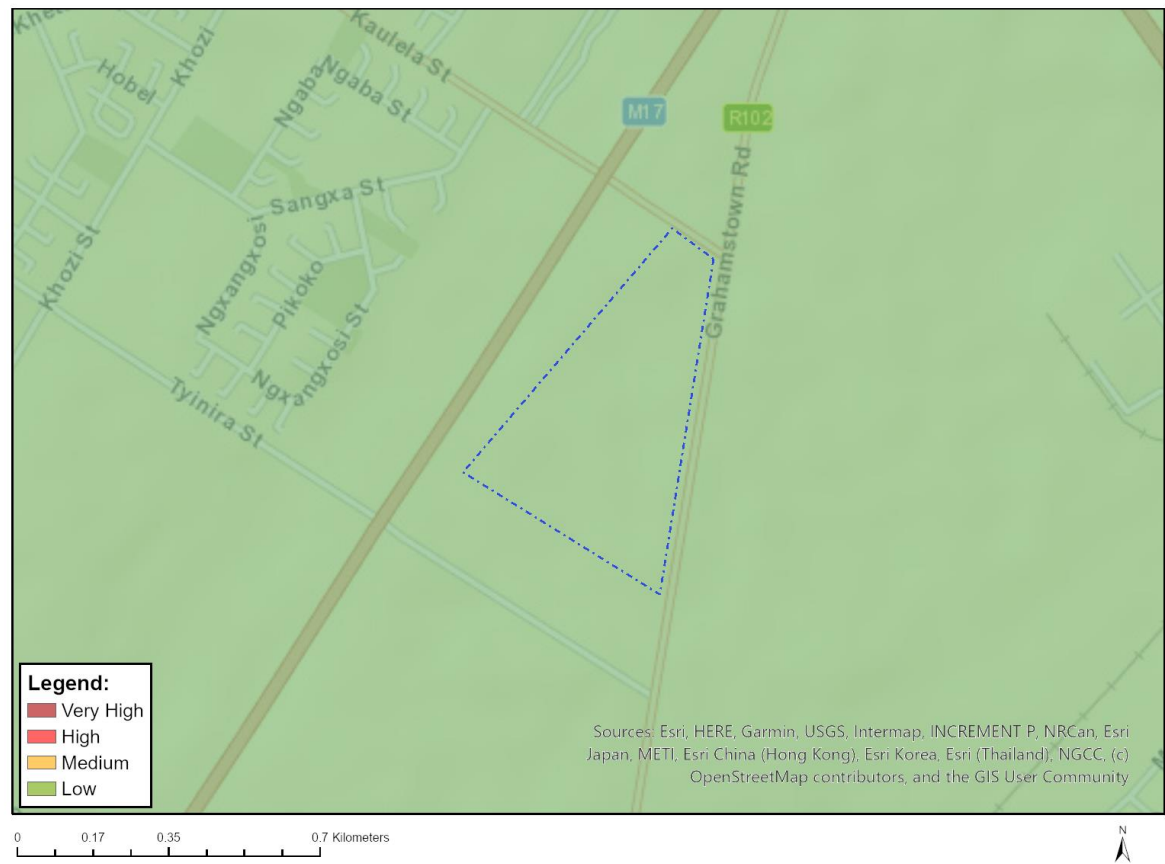 Khozi
Hobel
Ngaba
Ngaba St
Kaulela St
M17
R102
Grahamstown Rd
Sangxa St
Khozi St
Ngxangxosi
Pikoko
Ngxangxosi St
Tyinira St
Legend:
Very High
High
Medium
Low
Sources: Esri, HERE, Garmin, USGS, Intermap, INCREMENT P, NRCan, Esri
Japan, METI, Esri China (Hong Kong), Esri Korea, Esri (Thailand), NGCC, (c)
OpenStreetMap contributors, and the GIS User Community
0 0.17 0.35 0.7 Kilometers
N